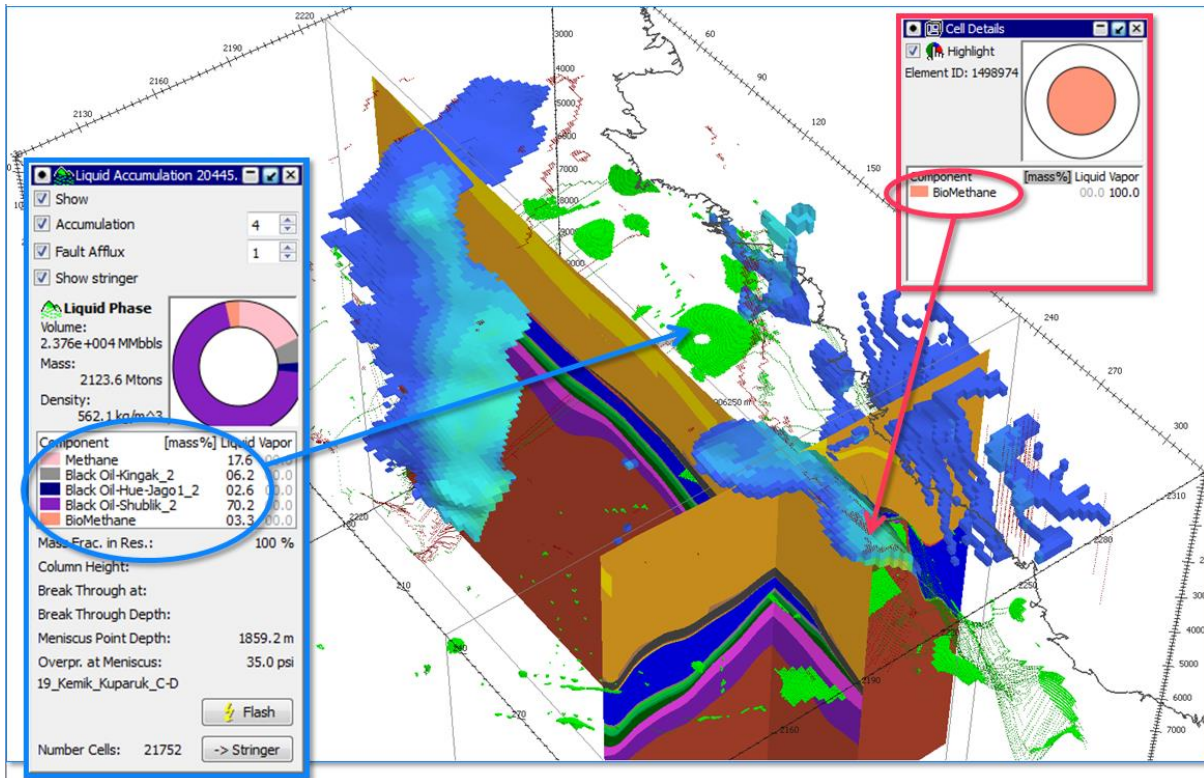 Liquid Accumulation 20445.
Show
Accumulation 4
Fault Afflux 1
Show stringer
Liquid Phase
Volume:
2.376e+004 MMbbls
Mass:
2123.6 Mtons
Density:
562.1 kg/m^3
Component [mass%] Liquid Vapor
Methane 17.6
Black Oil-Kingak_2 06.2
Black Oil-Hue-Jago1_2 02.6
Black Oil-Shublik_2 70.2
BioMethane 03.3
Mass Frac. in Res.: 100 %
Column Height:
Break Through at:
Break Through Depth:
Meniscus Point Depth: 1859.2 m
Overpr. at Meniscus: 35.0 psi
19_Kemik_Kuparuk_C-D
Flash
Number Cells: 21752 -> Stringer
Cell Details
Highlight
Element ID: 1498974
Component [mass%] Liquid Vapor
BioMethane 00.0 100.0
2220
2190
2160
2130
3000
4000
5000
7000
8000
60
90
120
150
240
270
300
2310
2280
2250
2220
210
2190
2160
4000
5000
6000
7000